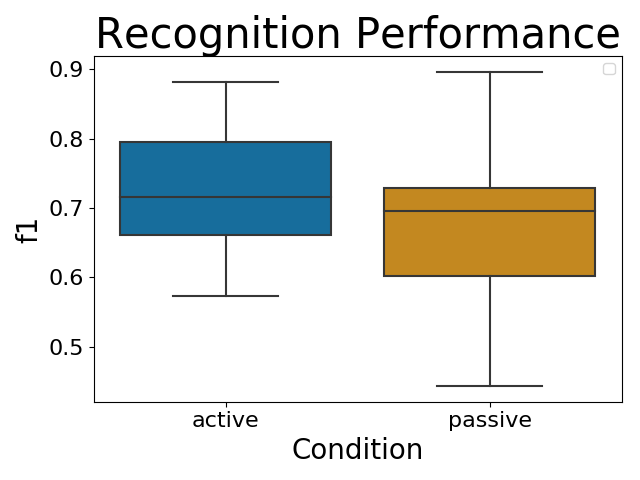 Recognition Performance
0.9
0.8
0.7
0.6
0.5
f1
active passive
Condition